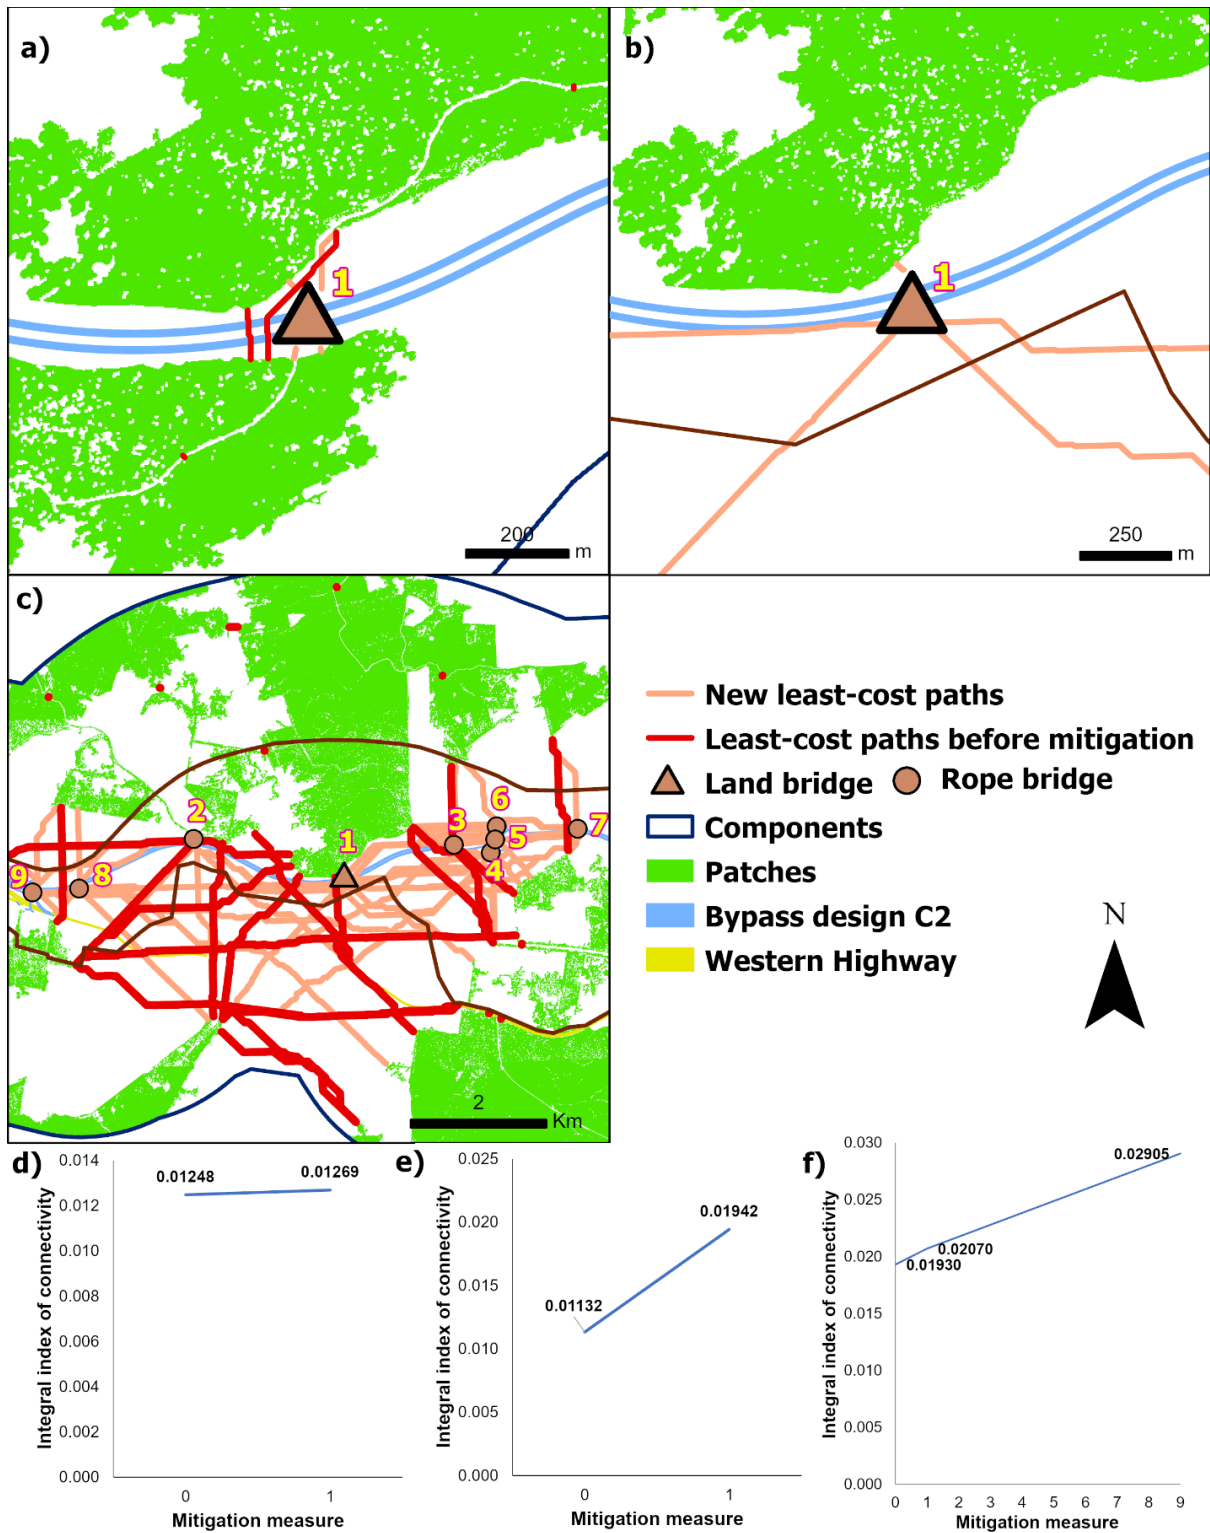 a)
1
200
m
b)
1
250
m
c)
2
1
3
6
5
4
7
8
9
2
Km
New least-cost paths
Least-cost paths before mitigation
Land bridge
Rope bridge
Components
Patches
Bypass design C2
Western Highway
N
d)
Integral index of connectivity
0.014
0.012
0.010
0.008
0.006
0.004
0.002
0.000
0.01248
0.01269
0 1
Mitigation measure
e)
Integral index of connectivity
0.025
0.020
0.015
0.010
0.005
0.000
0.01132
0.01942
0 1
Mitigation measure
f)
Integral index of connectivity
0.030
0.025
0.020
0.015
0.010
0.005
0.000
0.01930
0.02070
0.02905
0 1 2 3 4 5 6 7 8 9
Mitigation measure